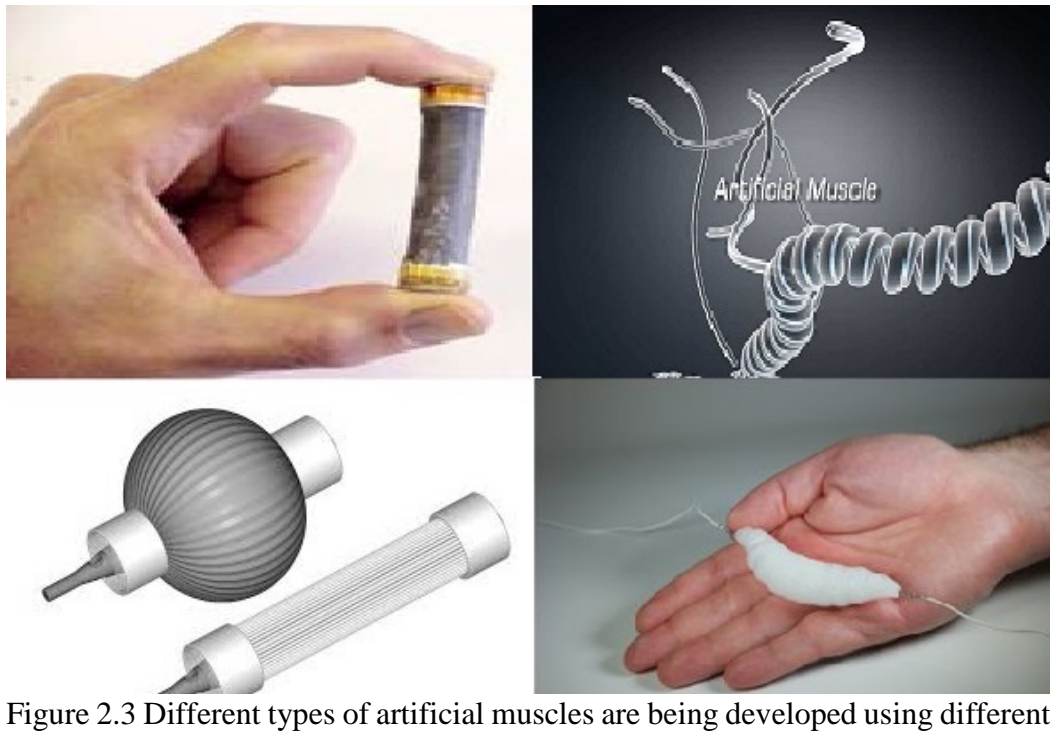 Artificial Muscle
Figure 2.3 Different types of artificial muscles are being developed using different